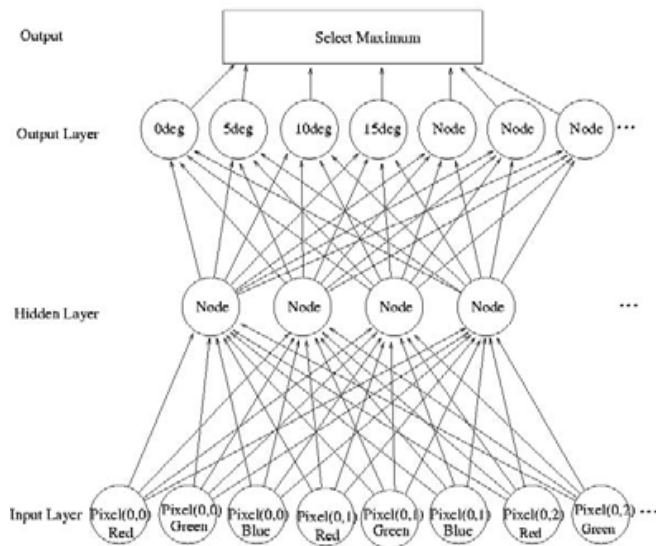 Output
Select Maximum
Output Layer
0deg
5deg
10deg
15deg
Node
Node
Node
...
Hidden Layer
Node
Node
Node
Node
...
Input Layer
Pixel(0,0)
Red
Pixel(0,0)
Green
Pixel(0,0)
Blue
Pixel(0,1)
Red
Pixel(0,1)
Green
Pixel(0,1)
Blue
Pixel(0,2)
Red
Pixel(0,2)
Green
...